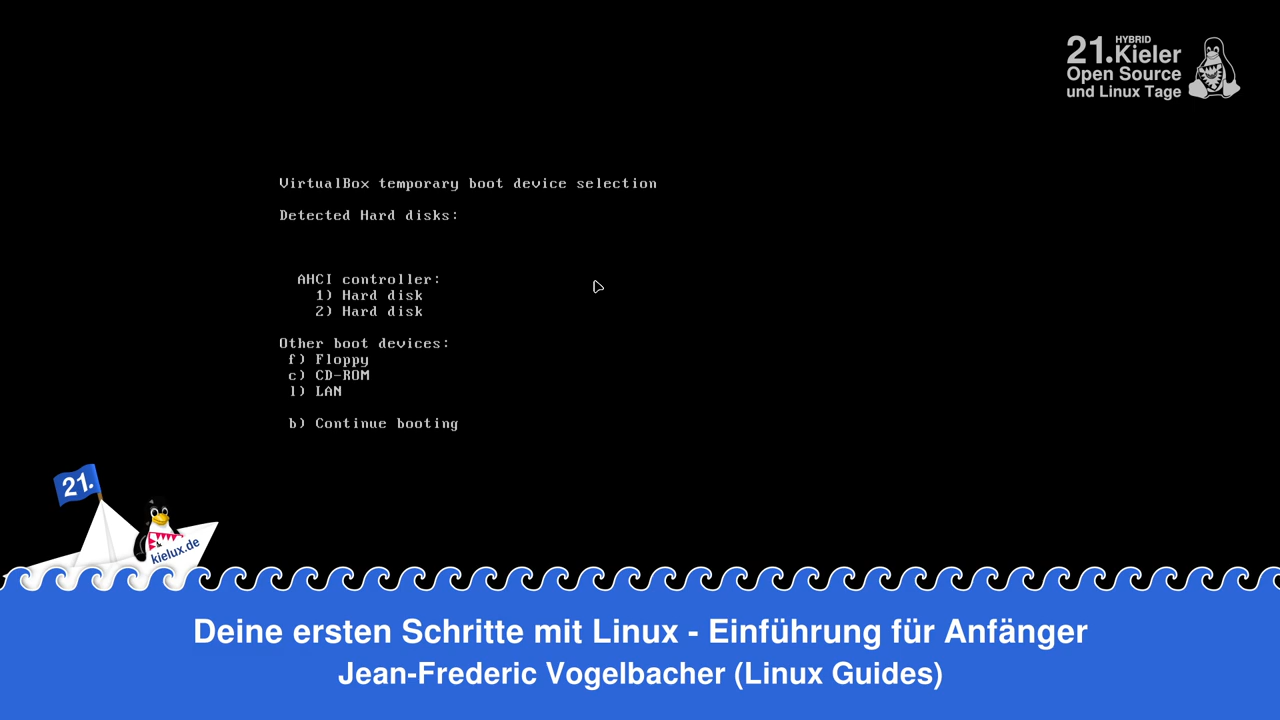 HYBRID
21.Kieler
Open Source
und Linux Tage
VirtualBox temporary boot device selection
Detected Hard disks:
AHCI controller:
1) Hard disk
2) Hard disk
Other boot devices:
f) Floppy
c) CD-ROM
l) LAN
b) Continue booting
21.
kielux.de
Deine ersten Schritte mit Linux - Einführung für Anfänger
Jean-Frederic Vogelbacher (Linux Guides)